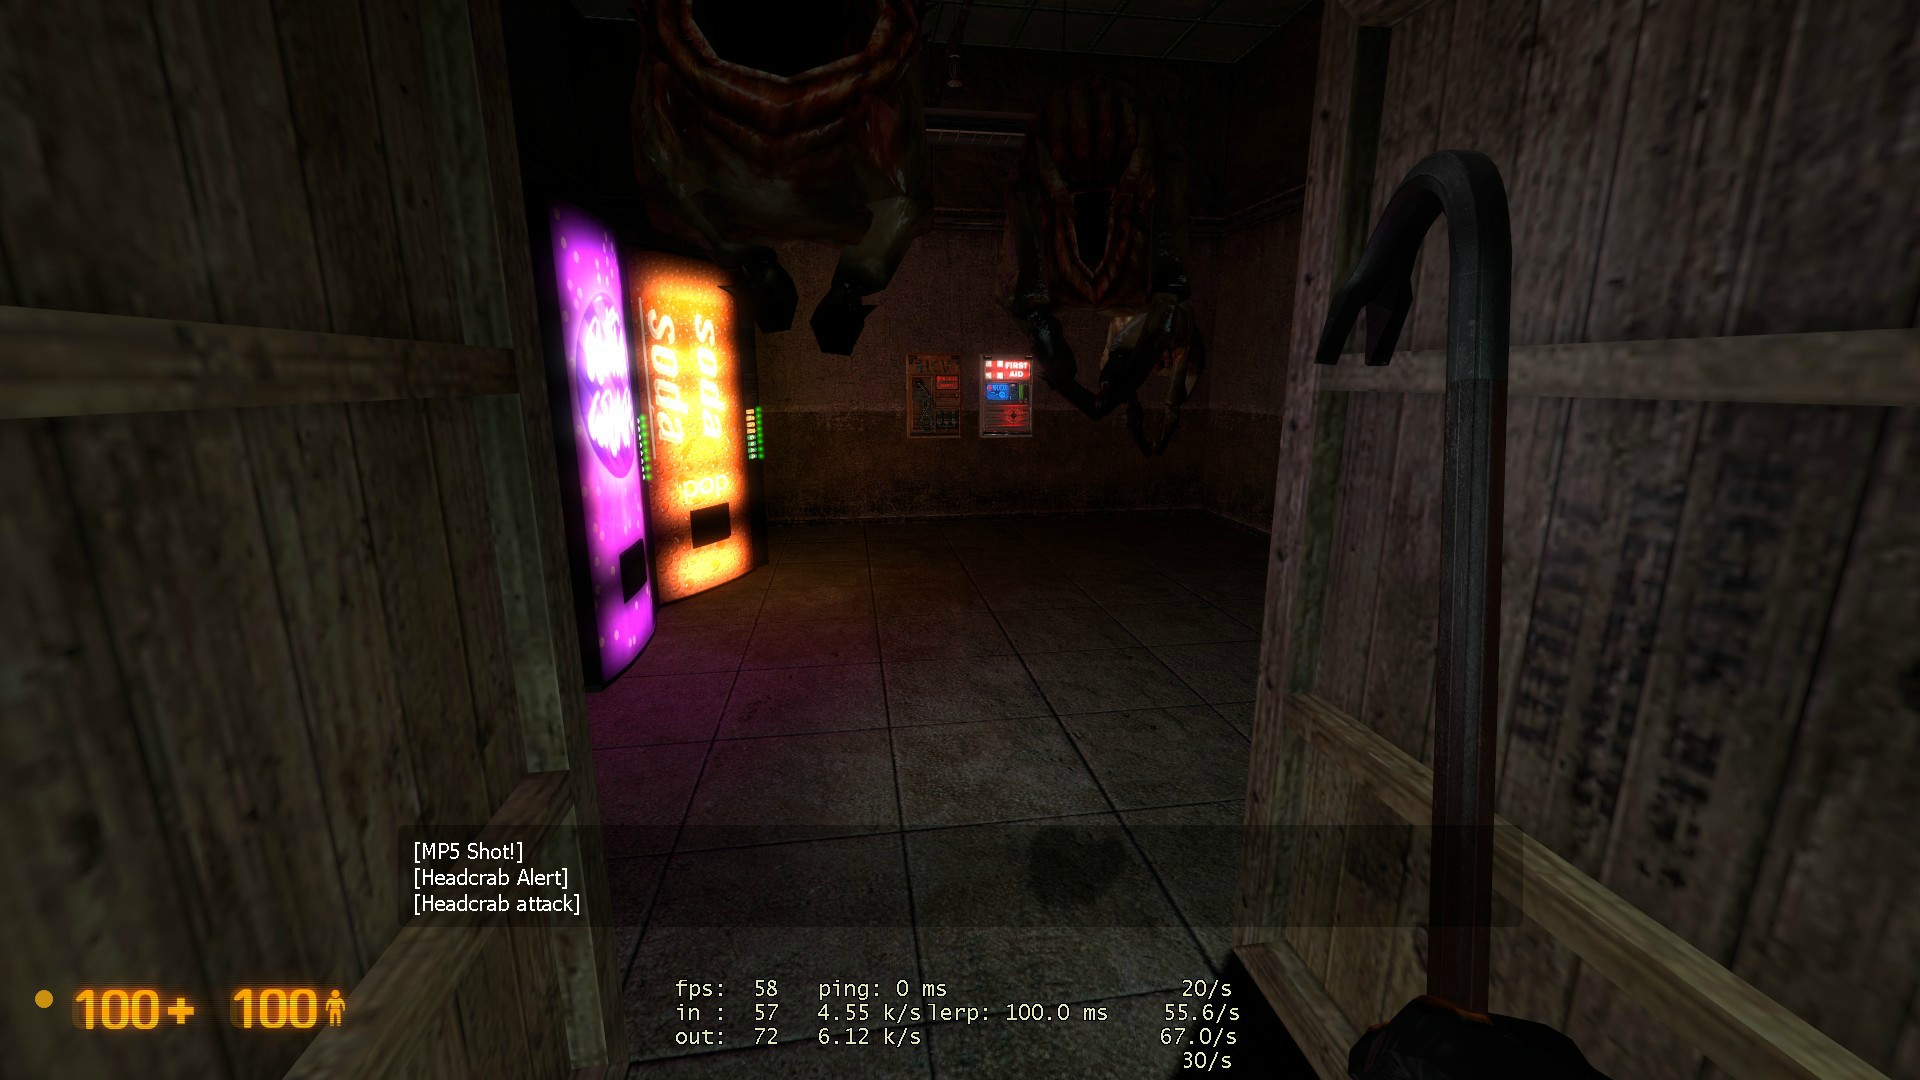 soda
soda
pop
FIRST
AID
[MP5 Shot!]
[Headcrab Alert]
[Headcrab attack]
100+ 100
fps: 58 ping: 0 ms 20/s
in : 57 4.55 k/s lerp: 100.0 ms 55.6/s
out: 72 6.12 k/s 67.0/s
30/s